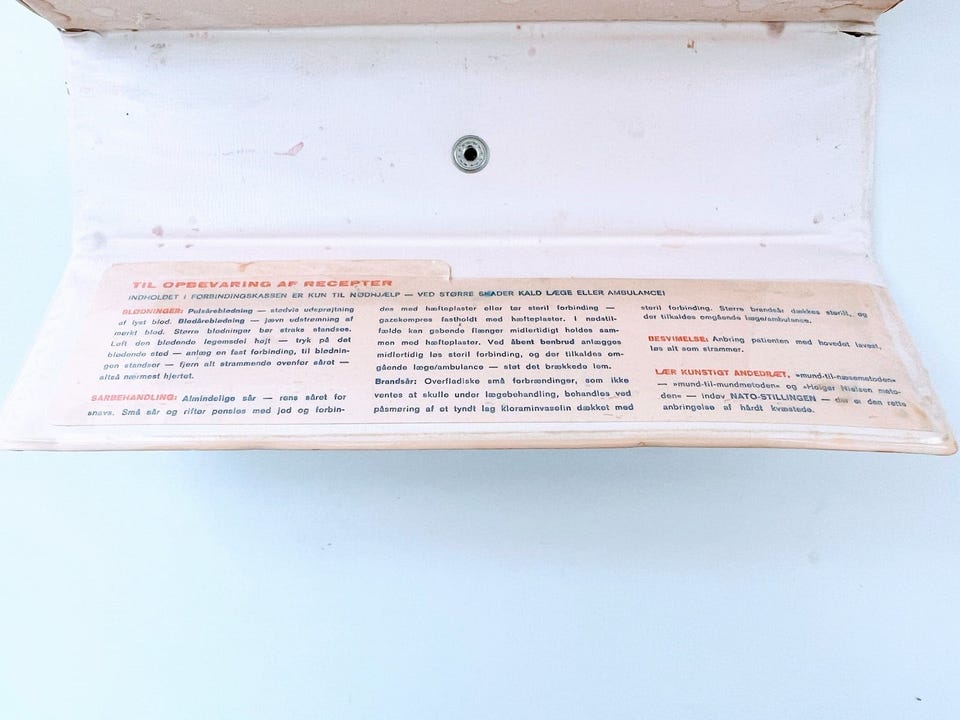 TIL OPBEVARING AF RECEPTER
INDHOLDET I FORBINDINGSKASSEN ER KUN TIL NØDHJÆLP — VED STØRRE SKADER KALD LÆGE ELLER AMBULANCE!
BLØDNINGER: Pulsåreblødning — stødvis udsprøjtning
af lyst blod. Blodåreblødning — jævn udstrømning af
mørkt blod. Større blødninger bør straks standses.
Løft den blødende legemsdel højt — tryk på det
blødende sted — anlæg en fast forbinding, til blødnin-
gen standser — fjern alt strammende ovenfor såret —
altså nærmest hjertet.
SÅRBEHANDLING: Almindelige sår — rens såret for
snavs. Små sår og rifter pensles med jod og forbin-
des med hæfteplaster eller tør steril forbinding —
gazekompres fastholdt med hæfteplaster. I nødstil-
fælde kan gabende flænger midlertidigt holdes sam-
men med hæfteplaster. Ved åbent benbrud anlægges
midlertidig løs steril forbinding, og der tilkaldes om-
gående læge/ambulance — støt det brækkede lem.
Brandsår: Overfladiske små forbrændinger, som ikke
ventes at skulle under lægebehandling, behandles ved
påsmøring af et tyndt lag kloraminvaselin dækket med
steril forbinding. Større brandsår dækkes sterilt, og
der tilkaldes omgående læge/ambulance.
BESVIMELSE: Anbring patienten med hovedet lavest,
løs alt som strammer.
LÆR KUNSTIGT ÅNDEDRÆT, »mund-til-næsemetoden«
— »mund-til-mundmetoden« og »Holger Nielsen meto-
den« — indøv NATO-STILLINGEN — der er den rette
anbringelse af hårdt kvæstede.